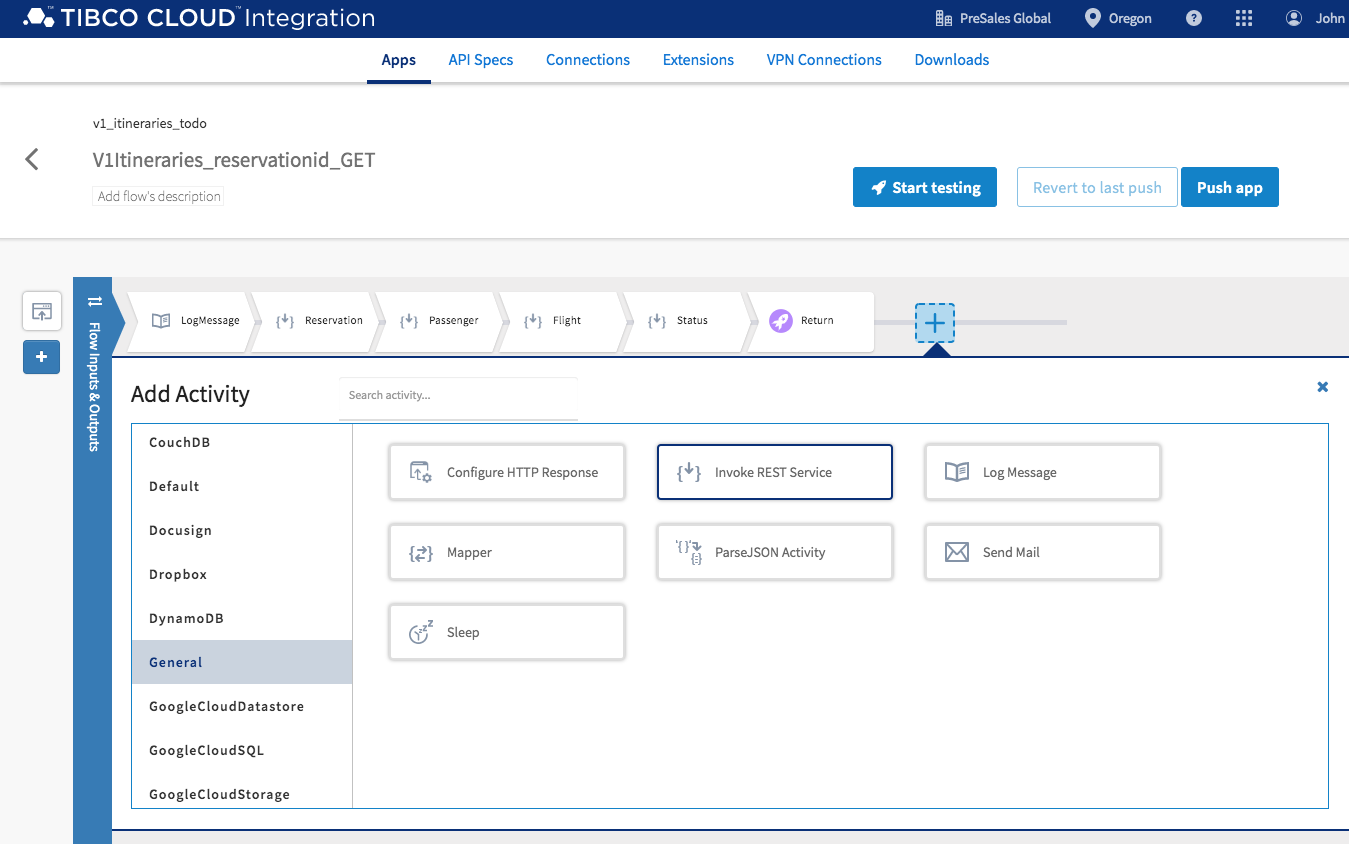 TIBCO CLOUD™ Integration
PreSales Global
Oregon
?
John
Apps
API Specs
Connections
Extensions
VPN Connections
Downloads
v1_itineraries_todo
V1Itineraries_reservationid_GET
Add flow's description
Start testing
Revert to last push
Push app
Flow Inputs & Outputs
LogMessage
Reservation
Passenger
Flight
Status
Return
Add Activity
Search activity...
CouchDB
Default
Docusign
Dropbox
DynamoDB
General
GoogleCloudDatastore
GoogleCloudSQL
GoogleCloudStorage
Configure HTTP Response
Invoke REST Service
Log Message
Mapper
ParseJSON Activity
Send Mail
Sleep